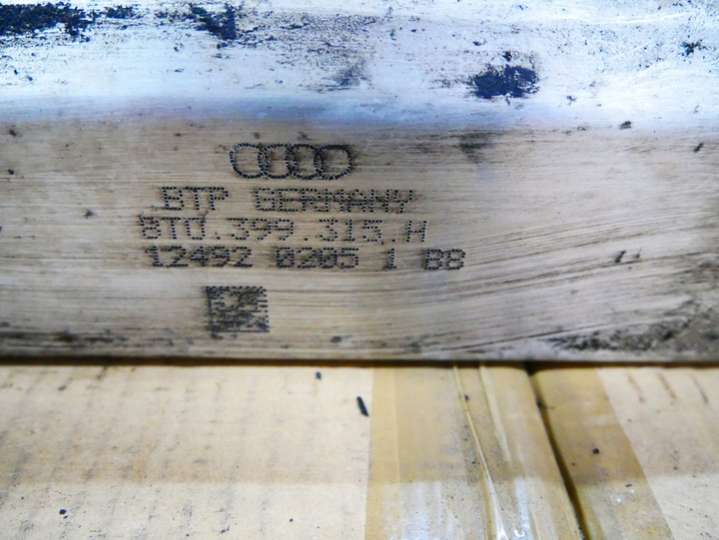 BTP GERMANY
8T0.399.315.H
12492 0205 1 B8